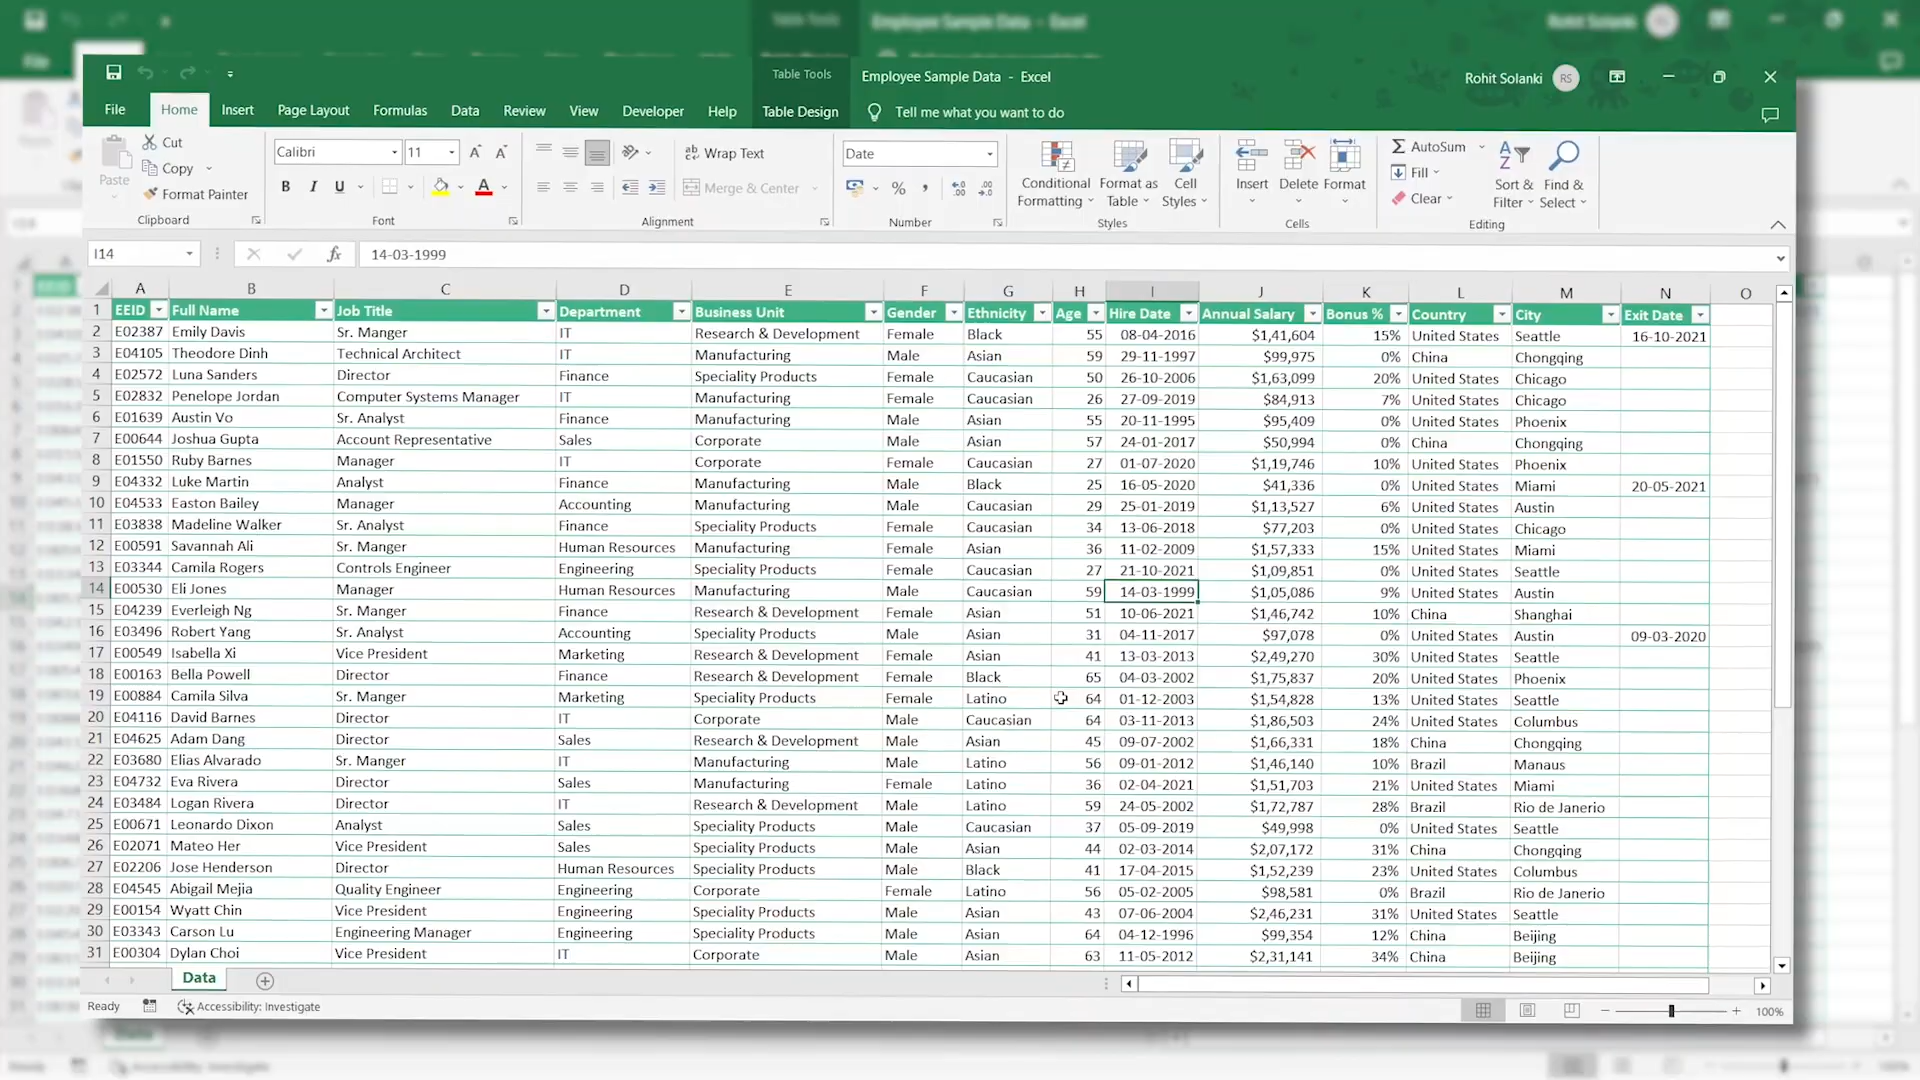 Table Tools
Employee Sample Data - Excel
Rohit Solanki
RS
File Home Insert Page Layout Formulas Data Review View Developer Help Table Design Tell me what you want to do
Paste
Cut
Copy
Format Painter
Clipboard
Calibri 11
B I U
Font
Wrap Text
Merge & Center
Alignment
Date
Number
Conditional Formatting
Format as Table
Cell Styles
Styles
Insert
Delete
Format
Cells
AutoSum
Fill
Clear
Sort & Filter
Find & Select
Editing
I14 fx 14-03-1999
A B C D E F G H I J K L M N O
1 EEID Full Name Job Title Department Business Unit Gender Ethnicity Age Hire Date Annual Salary Bonus % Country City Exit Date
2 E02387 Emily Davis Sr. Manger IT Research & Development Female Black 55 08-04-2016 $1,41,604 15% United States Seattle 16-10-2021
3 E04105 Theodore Dinh Technical Architect IT Manufacturing Male Asian 59 29-11-1997 $99,975 0% China Chongqing
4 E02572 Luna Sanders Director Finance Speciality Products Female Caucasian 50 26-10-2006 $1,63,099 20% United States Chicago
5 E02832 Penelope Jordan Computer Systems Manager IT Manufacturing Female Caucasian 26 27-09-2019 $84,913 7% United States Chicago
6 E01639 Austin Vo Sr. Analyst Finance Manufacturing Male Asian 55 20-11-1995 $95,409 0% United States Phoenix
7 E00644 Joshua Gupta Account Representative Sales Corporate Male Asian 57 24-01-2017 $50,994 0% China Chongqing
8 E01550 Ruby Barnes Manager IT Corporate Female Caucasian 27 01-07-2020 $1,19,746 10% United States Phoenix
9 E04332 Luke Martin Analyst Finance Manufacturing Male Black 25 16-05-2020 $41,336 0% United States Miami 20-05-2021
10 E04533 Easton Bailey Manager Accounting Manufacturing Male Caucasian 29 25-01-2019 $1,13,527 6% United States Austin
11 E03838 Madeline Walker Sr. Analyst Finance Speciality Products Female Caucasian 34 13-06-2018 $77,203 0% United States Chicago
12 E00591 Savannah Ali Sr. Manger Human Resources Manufacturing Female Asian 36 11-02-2009 $1,57,333 15% United States Miami
13 E03344 Camila Rogers Controls Engineer Engineering Speciality Products Female Caucasian 27 21-10-2021 $1,09,851 0% United States Seattle
14 E00530 Eli Jones Manager Human Resources Manufacturing Male Caucasian 59 14-03-1999 $1,05,086 9% United States Austin
15 E04239 Everleigh Ng Sr. Manger Finance Research & Development Female Asian 51 10-06-2021 $1,46,742 10% China Shanghai
16 E03496 Robert Yang Sr. Analyst Accounting Speciality Products Male Asian 31 04-11-2017 $97,078 0% United States Austin 09-03-2020
17 E00549 Isabella Xi Vice President Marketing Research & Development Female Asian 41 13-03-2013 $2,49,270 30% United States Seattle
18 E00163 Bella Powell Director Finance Research & Development Female Black 65 04-03-2002 $1,75,837 20% United States Phoenix
19 E00884 Camila Silva Sr. Manger Marketing Speciality Products Female Latino 64 01-12-2003 $1,54,828 13% United States Seattle
20 E04116 David Barnes Director IT Corporate Male Caucasian 64 03-11-2013 $1,86,503 24% United States Columbus
21 E04625 Adam Dang Director Sales Research & Development Male Asian 45 09-07-2002 $1,66,331 18% China Chongqing
22 E03680 Elias Alvarado Sr. Manger IT Manufacturing Male Latino 56 09-01-2012 $1,46,140 10% Brazil Manaus
23 E04732 Eva Rivera Director Sales Manufacturing Female Latino 36 02-04-2021 $1,51,703 21% United States Miami
24 E03484 Logan Rivera Director IT Research & Development Male Latino 59 24-05-2002 $1,72,787 28% Brazil Rio de Janerio
25 E00671 Leonardo Dixon Analyst Sales Speciality Products Male Caucasian 37 05-09-2019 $49,998 0% United States Seattle
26 E02071 Mateo Her Vice President Sales Speciality Products Male Asian 44 02-03-2014 $2,07,172 31% China Chongqing
27 E02206 Jose Henderson Director Human Resources Speciality Products Male Black 41 17-04-2015 $1,52,239 23% United States Columbus
28 E04545 Abigail Mejia Quality Engineer Engineering Corporate Female Latino 56 05-02-2005 $98,581 0% Brazil Rio de Janerio
29 E00154 Wyatt Chin Vice President Engineering Speciality Products Male Asian 43 07-06-2004 $2,46,231 31% United States Seattle
30 E03343 Carson Lu Engineering Manager Engineering Speciality Products Male Asian 64 04-12-1996 $99,354 12% China Beijing
31 E00304 Dylan Choi Vice President IT Corporate Male Asian 63 11-05-2012 $2,31,141 34% China Beijing
Data
Ready Accessibility: Investigate 100%